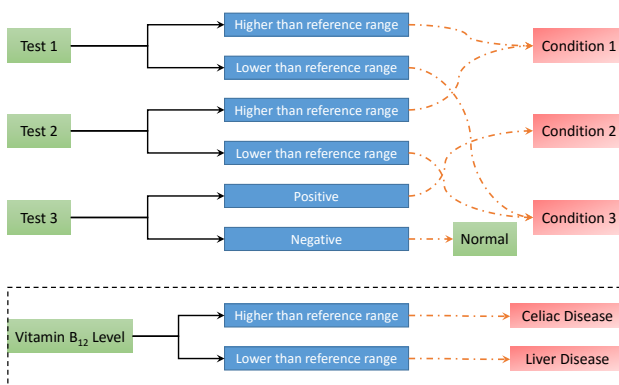 Test 1
Higher than reference range
Lower than reference range
Condition 1
Test 2
Higher than reference range
Lower than reference range
Condition 2
Test 3
Positive
Negative
Normal
Condition 3
Vitamin B₁₂ Level
Higher than reference range
Lower than reference range
Celiac Disease
Liver Disease